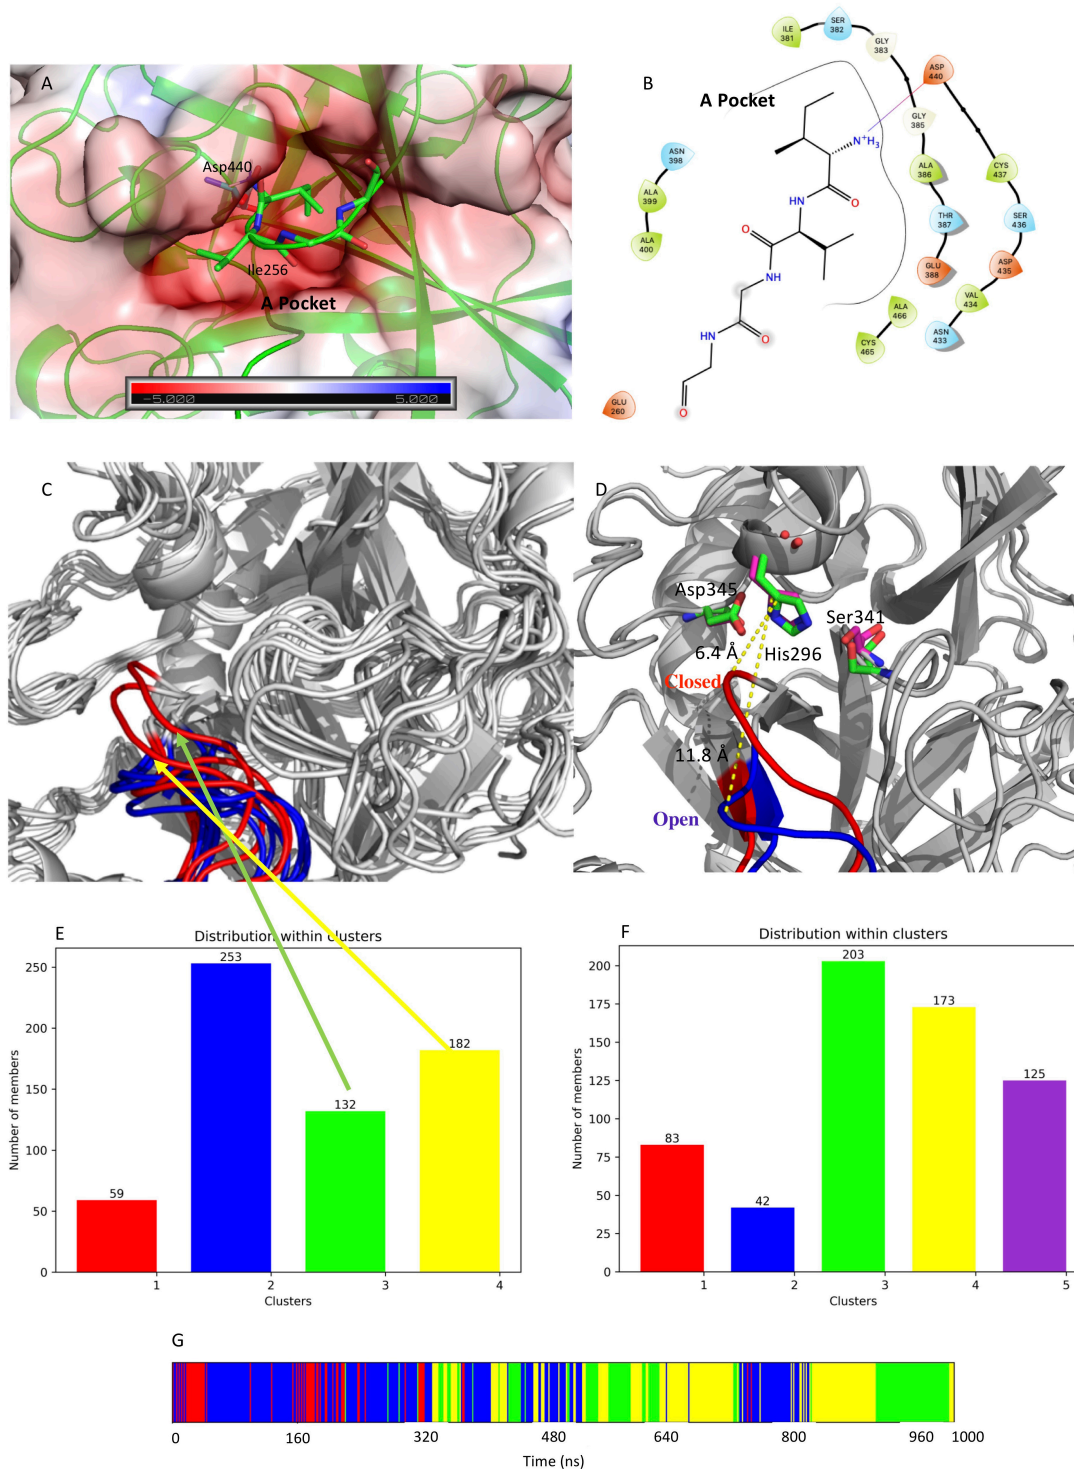 A
Asp440
Ile256
A Pocket
-5.000
5.000
B
A Pocket
ILE
381
SER
382
GLY
383
ASP
440
GLY
385
ASN
398
ALA
386
CYS
437
ALA
399
THR
387
SER
436
ALA
400
GLU
388
ASP
435
VAL
434
ALA
466
ASN
433
CYS
465
GLU
260
N+H3
O
NH
O
NH
O
NH
O
C
D
Asp345
Ser341
6.4 Å
His296
Closed
11.8 Å
Open
E
Distribution within clusters
Number of members
250
200
150
100
50
0
59
253
132
182
1
2
3
4
Clusters
F
Distribution within clusters
Number of members
200
175
150
125
100
75
50
25
0
83
42
203
173
125
1
2
3
4
5
Clusters
G
0
160
320
480
640
800
960
1000
Time (ns)